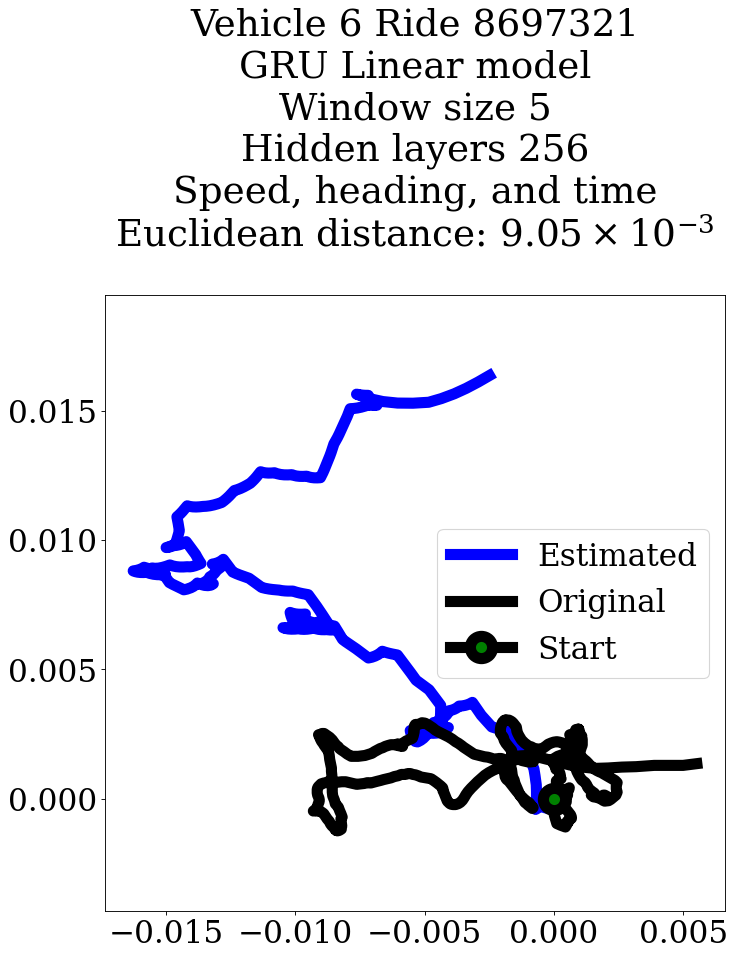 Vehicle 6 Ride 8697321
GRU Linear model
Window size 5
Hidden layers 256
Speed, heading, and time
Euclidean distance: 9.05 × 10⁻³
0.015
0.010
0.005
0.000
Estimated
Original
Start
−0.015 −0.010 −0.005 0.000 0.005